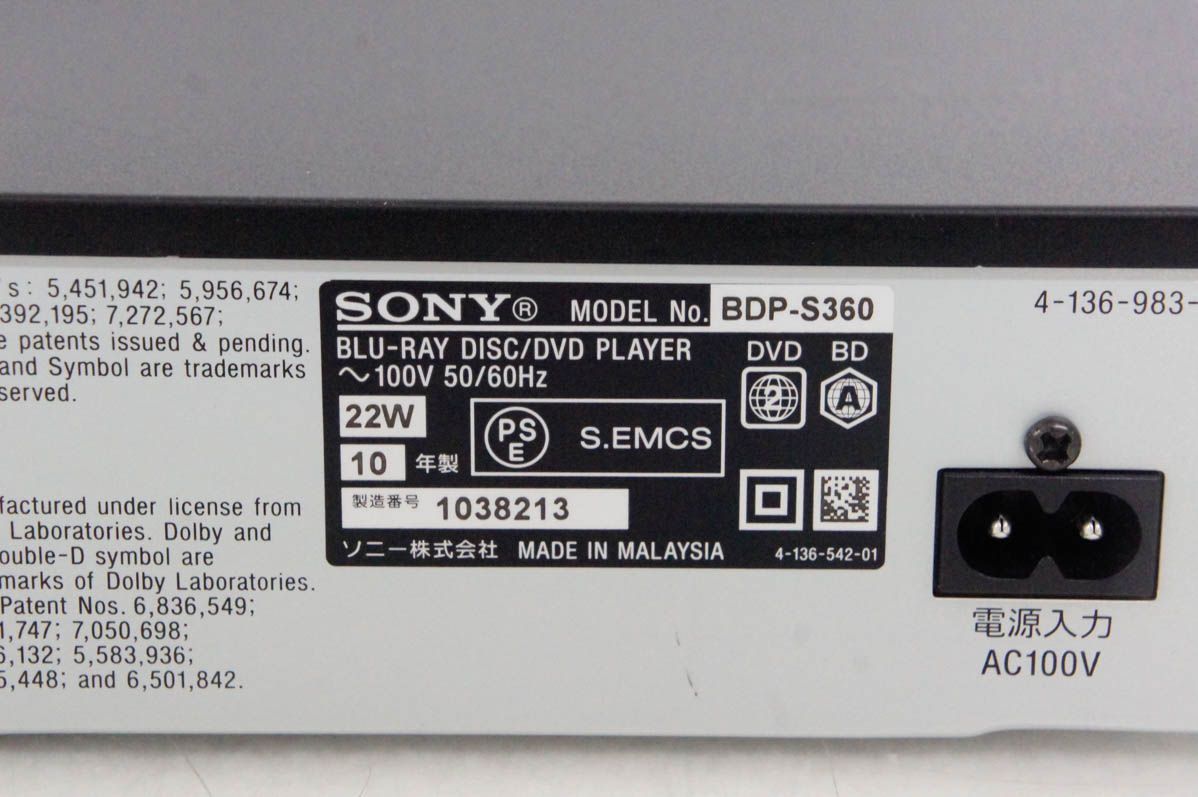 's: 5,451,942; 5,956,674;
392,195; 7,272,567;
e patents issued & pending.
and Symbol are trademarks
served.
factured under license from
Laboratories. Dolby and
ouble-D symbol are
marks of Dolby Laboratories.
Patent Nos. 6,836,549;
1,747; 7,050,698;
6,132; 5,583,936;
5,448; and 6,501,842.
SONY® MODEL No. BDP-S360
BLU-RAY DISC/DVD PLAYER
～100V 50/60Hz
DVD BD
2 A
22W
PS
E
S.EMCS
10 年製
製造番号 1038213
ソニー株式会社 MADE IN MALAYSIA 4-136-542-01
4-136-983-
電源入力
AC100V